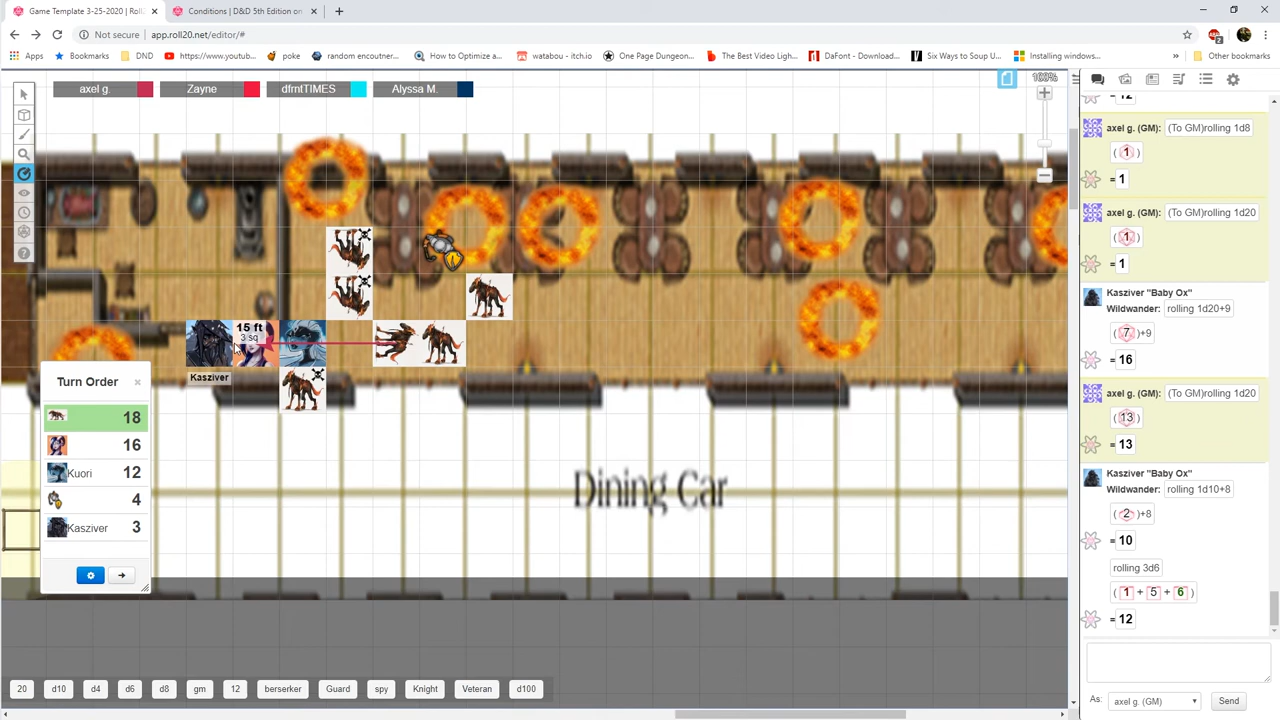 Game Template 3-25-2020 | Roll2
Conditions | D&D 5th Edition on
Not secure
app.roll20.net/editor/#
Apps
Bookmarks
DND
poke
random encoutner...
How to Optimize a...
watabou - itch.io
One Page Dungeon...
The Best Video Ligh...
DaFont - Download...
Six Ways to Soup U...
Installing windows...
Other bookmarks
axel g.
Zayne
dfrntTIMES
Alyssa M.
100%
15 ft
3 sq
Kasziver
Turn Order
18
16
Kuori 12
4
Kasziver 3
Dining Car
20
d10
d4
d6
d8
gm
12
berserker
Guard
spy
Knight
Veteran
d100
= 12
axel g. (GM): (To GM)rolling 1d8
( 1 )
= 1
axel g. (GM): (To GM)rolling 1d20
( 1 )
= 1
Kasziver "Baby Ox"
Wildwander: rolling 1d20+9
( 7 )+9
= 16
axel g. (GM): (To GM)rolling 1d20
( 13 )
= 13
Kasziver "Baby Ox"
Wildwander: rolling 1d10+8
( 2 )+8
= 10
rolling 3d6
( 1 + 5 + 6 )
= 12
As: axel g. (GM)
Send